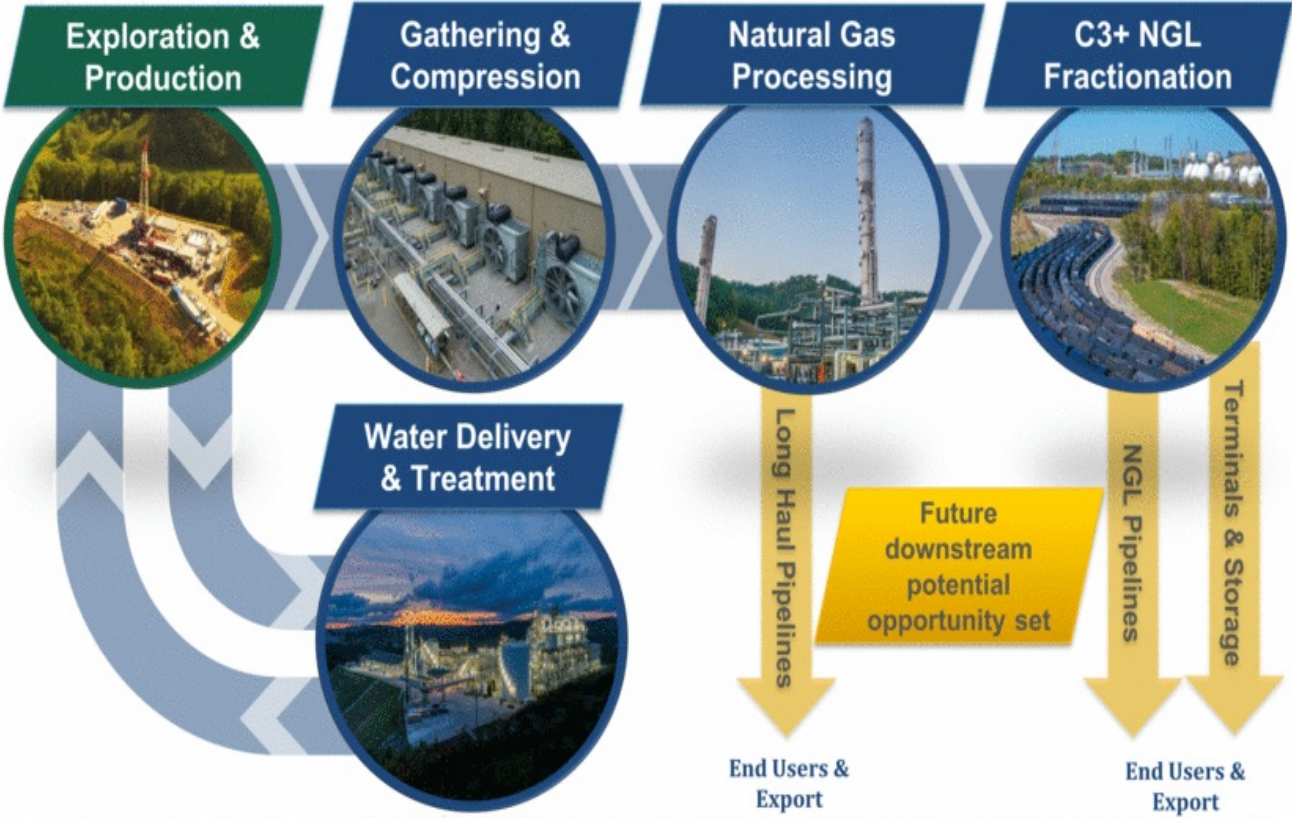 Exploration &
Production
Gathering &
Compression
Natural Gas
Processing
C3+ NGL
Fractionation
Water Delivery
& Treatment
Long Haul Pipelines
Future
downstream
potential
opportunity set
NGL Pipelines
Terminals & Storage
End Users &
Export
End Users &
Export